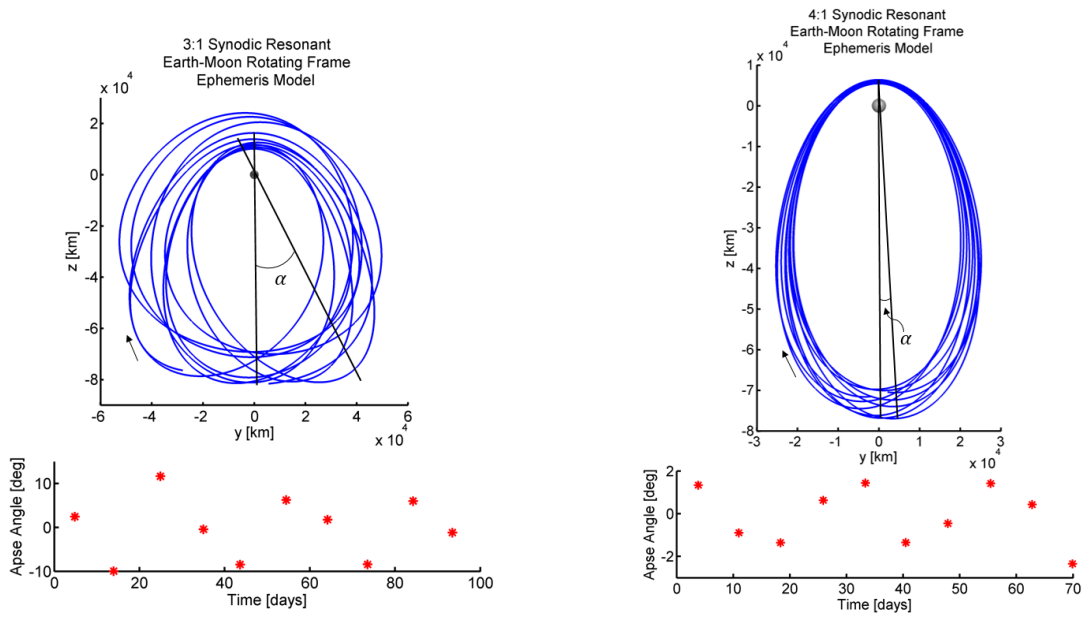 3:1 Synodic Resonant
Earth-Moon Rotating Frame
Ephemeris Model
x 10^4
2
0
-2
-4
-6
-8
z [km]
α
-6 -4 -2 0 2 4 6
y [km]
x 10^4
10
0
-10
Apse Angle [deg]
0 20 40 60 80 100
Time [days]
4:1 Synodic Resonant
Earth-Moon Rotating Frame
Ephemeris Model
x 10^4
1
0
-1
-2
-3
-4
-5
-6
-7
-8
z [km]
α
-3 -2 -1 0 1 2 3
y [km]
x 10^4
2
0
-2
Apse Angle [deg]
0 10 20 30 40 50 60 70
Time [days]